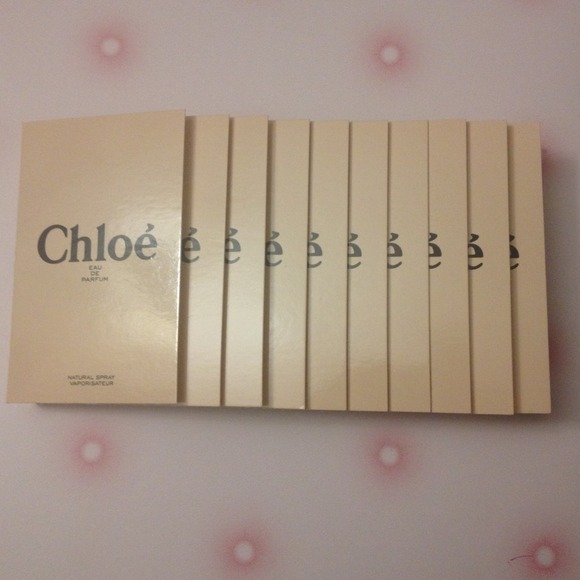 Chloé
EAU
DE
PARFUM
NATURAL SPRAY
VAPORISATEUR
é
é
é
é
é
é
é
é
é